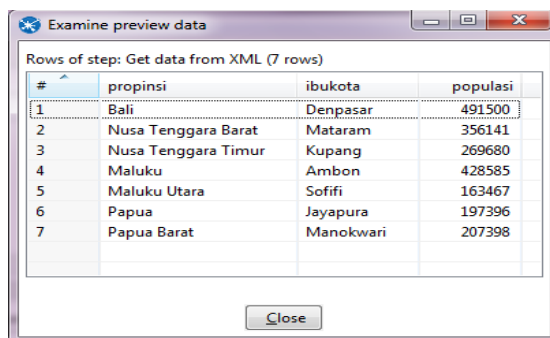 Examine preview data
Rows of step: Get data from XML (7 rows)
# propinsi ibukota populasi
1 Bali Denpasar 491500
2 Nusa Tenggara Barat Mataram 356141
3 Nusa Tenggara Timur Kupang 269680
4 Maluku Ambon 428585
5 Maluku Utara Sofifi 163467
6 Papua Jayapura 197396
7 Papua Barat Manokwari 207398
Close